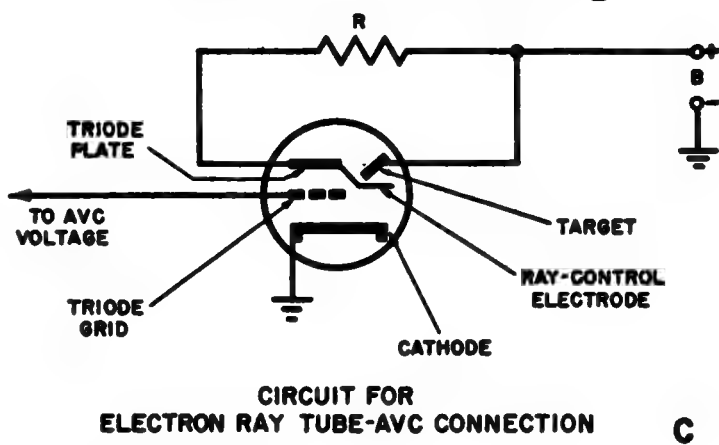 R
+
B
-
TRIODE
PLATE
TO AVC
VOLTAGE
TARGET
RAY-CONTROL
ELECTRODE
TRIODE
GRID
CATHODE
CIRCUIT FOR
ELECTRON RAY TUBE-AVC CONNECTION
C